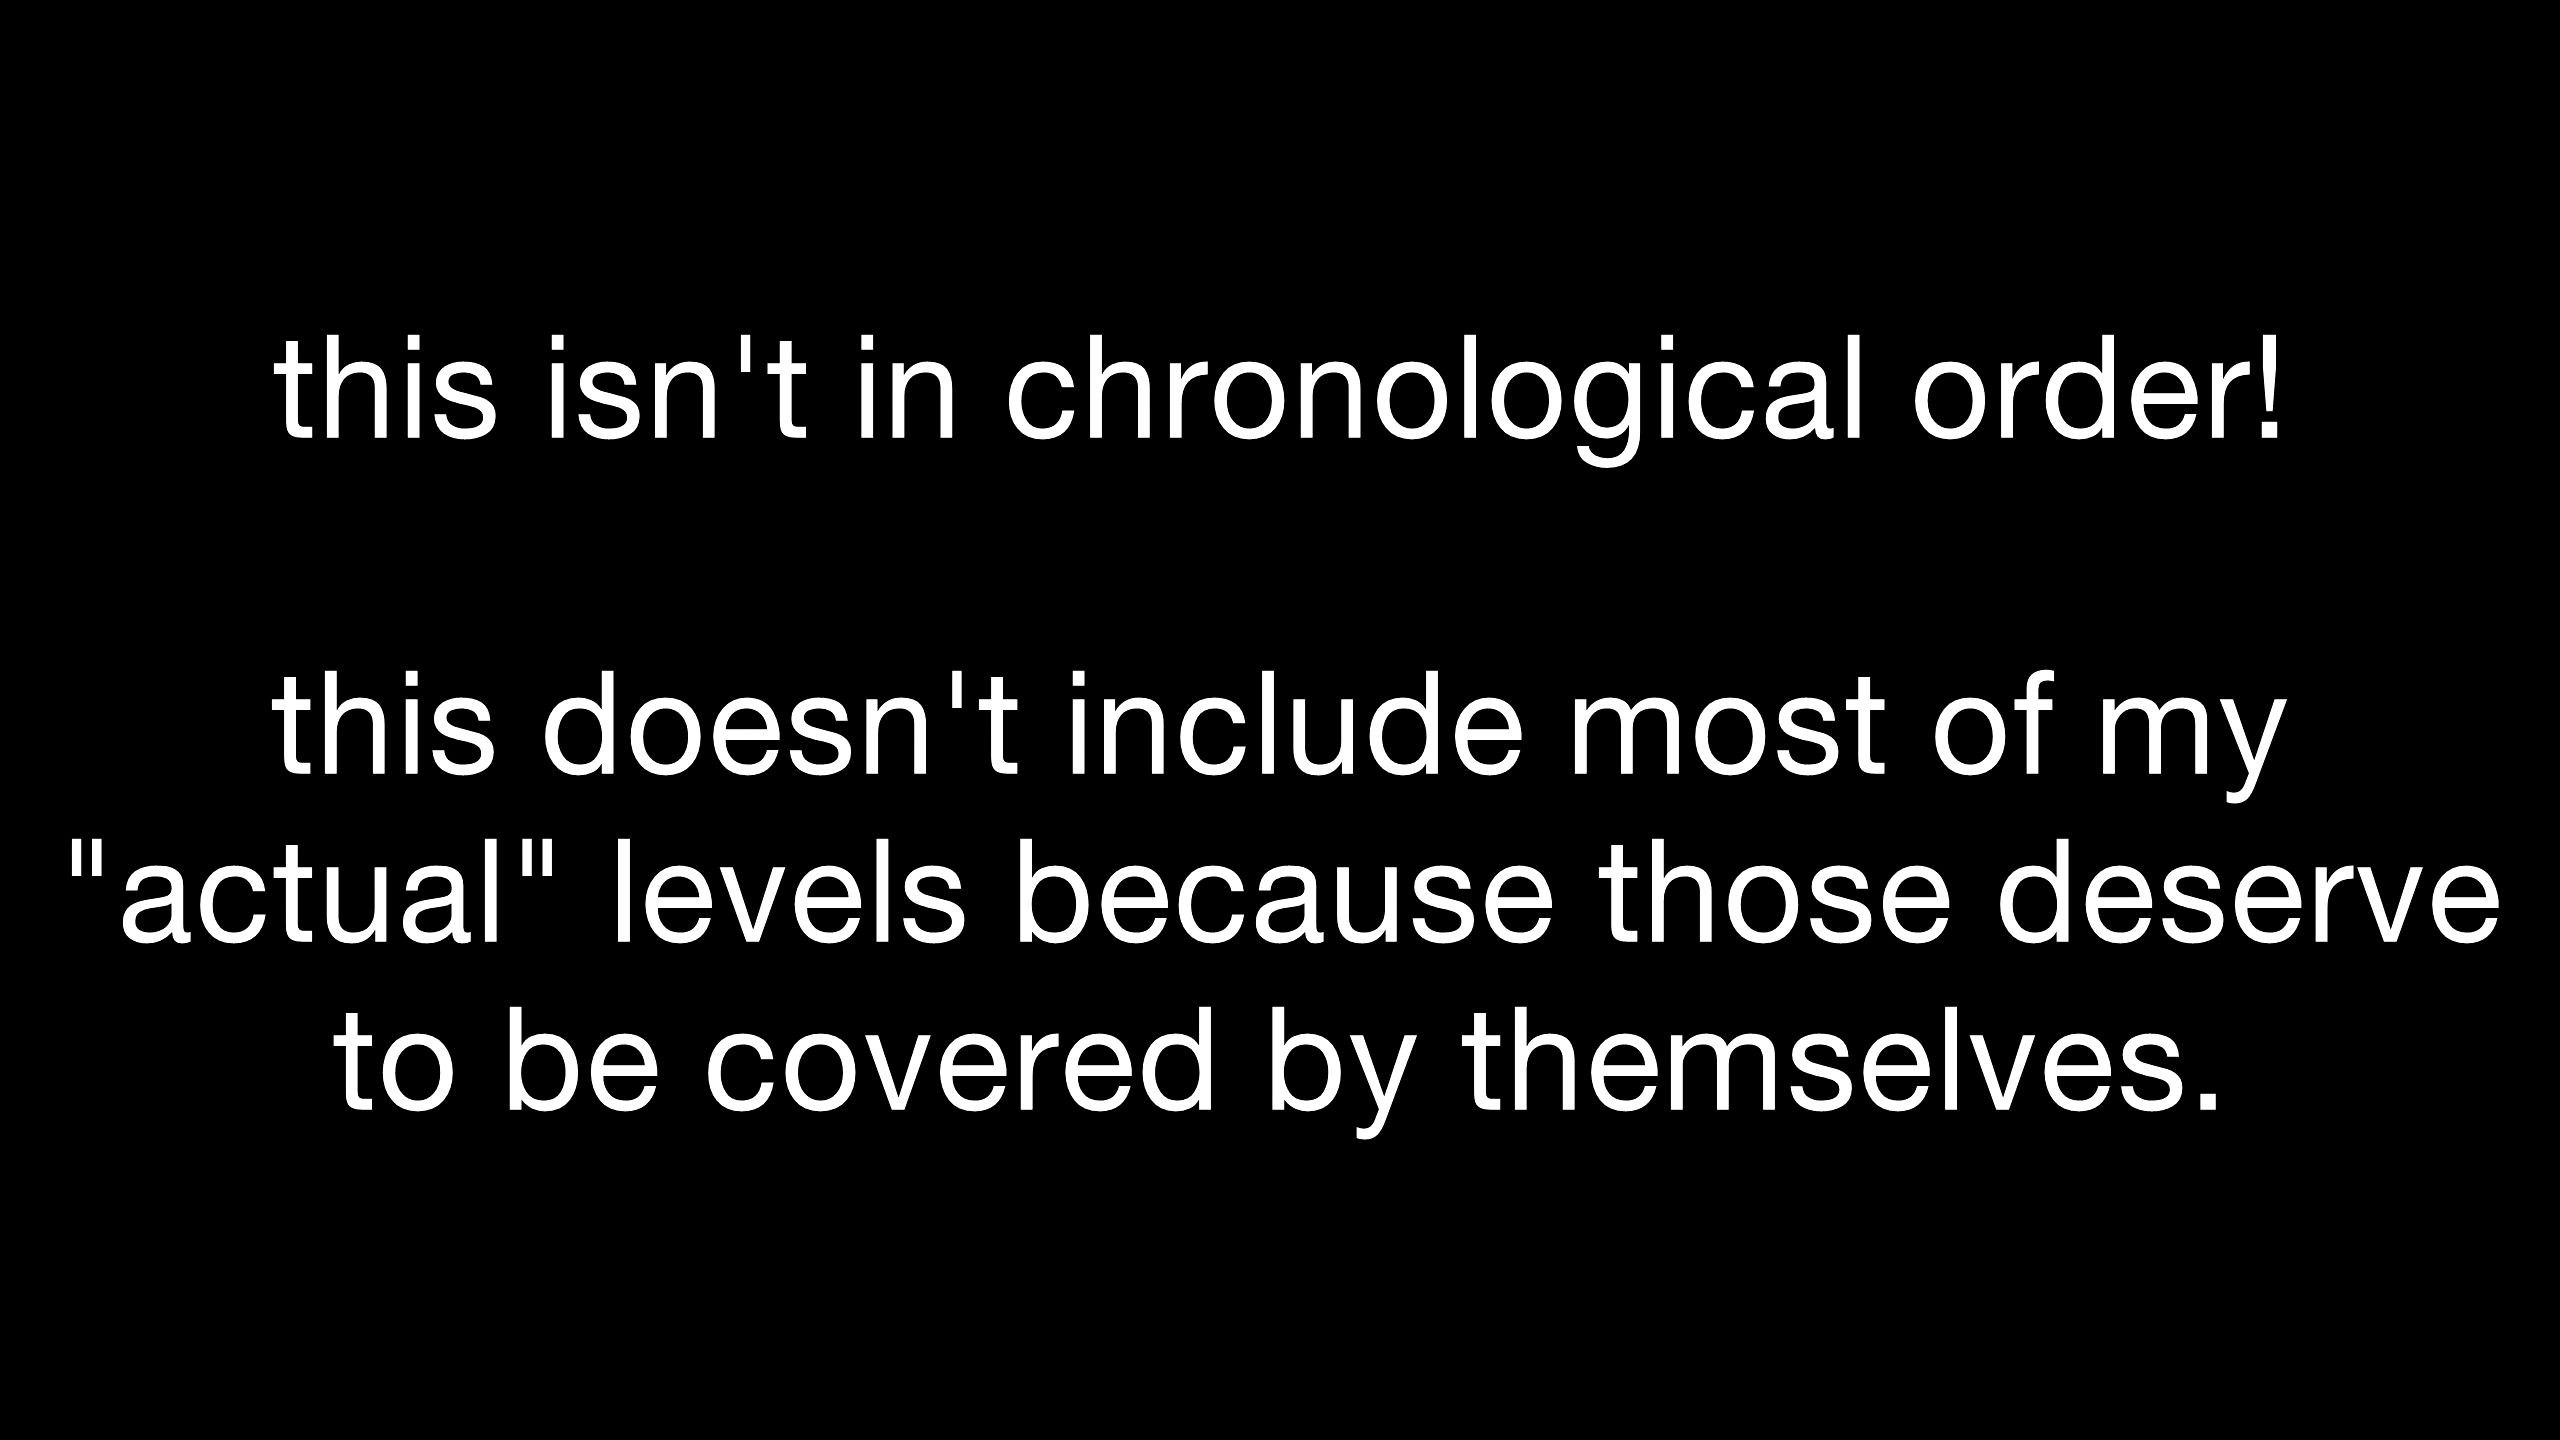 this isn't in chronological order!
this doesn't include most of my
"actual" levels because those deserve
to be covered by themselves.